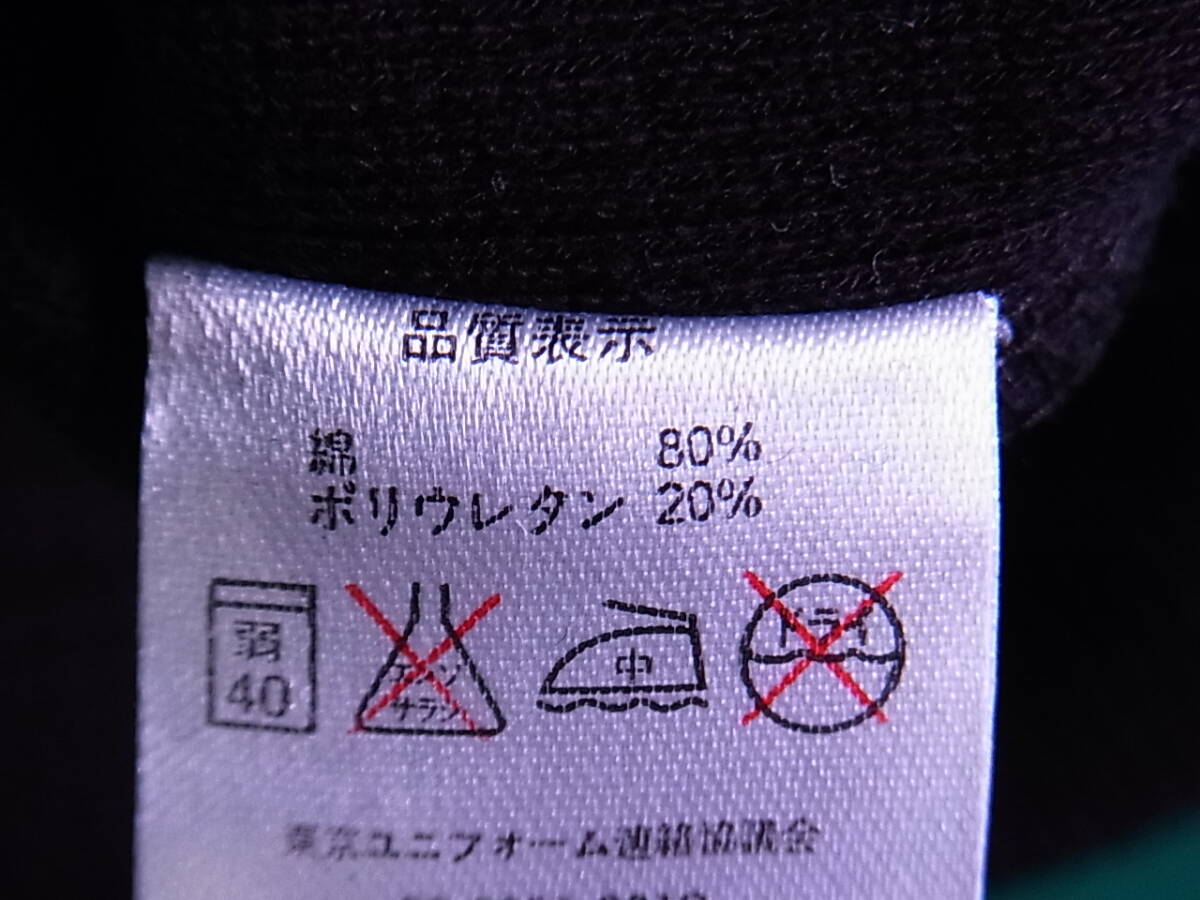 品質表示
綿 80%
ポリウレタン 20%
弱
40
エンソ
サラシ
中
ドライ
東京ユニフォーム連絡協議会